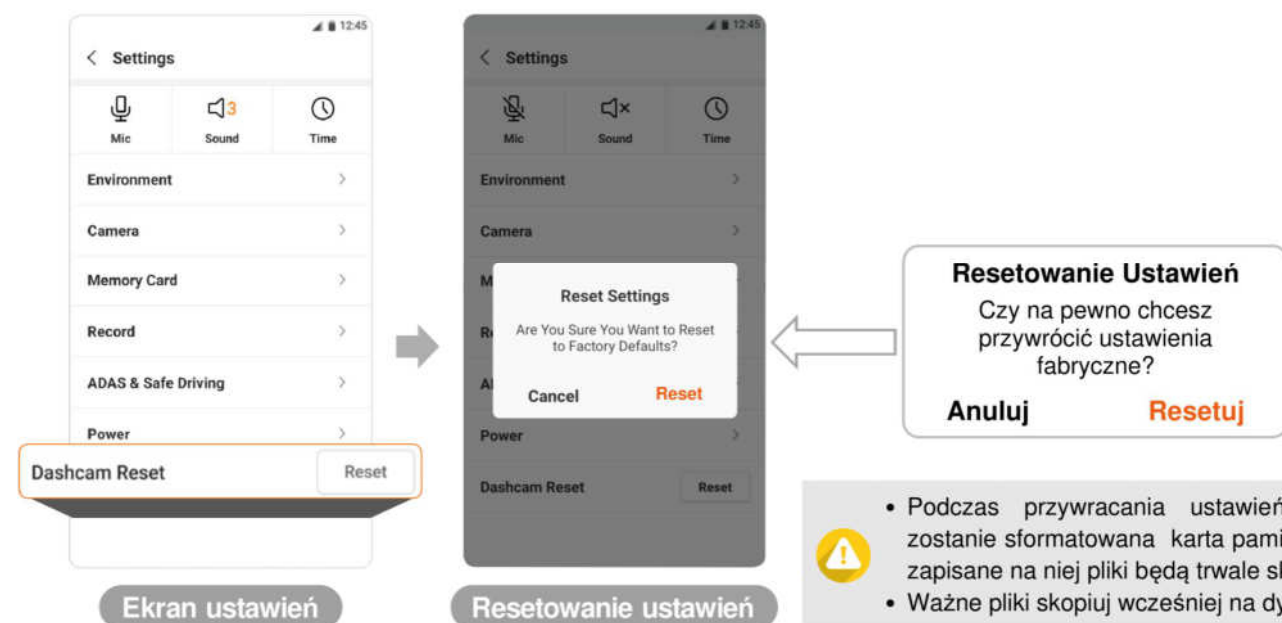 12:45
< Settings
3
Mic Sound Time
Environment >
Camera >
Memory Card >
Record >
ADAS & Safe Driving >
Power >
Dashcam Reset Reset
Ekran ustawień
12:45
< Settings
Mic Sound Time
Environment >
Camera >
M
Reset Settings
Are You Sure You Want to Reset
to Factory Defaults?
Cancel Reset
Power >
Dashcam Reset Reset
Resetowanie ustawień
Resetowanie Ustawień
Czy na pewno chcesz
przywrócić ustawienia
fabryczne?
Anuluj Resetuj
• Podczas przywracania ustawień
zostanie sformatowana karta pami
zapisane na niej pliki będą trwale
• Ważne pliki skopiuj wcześniej na